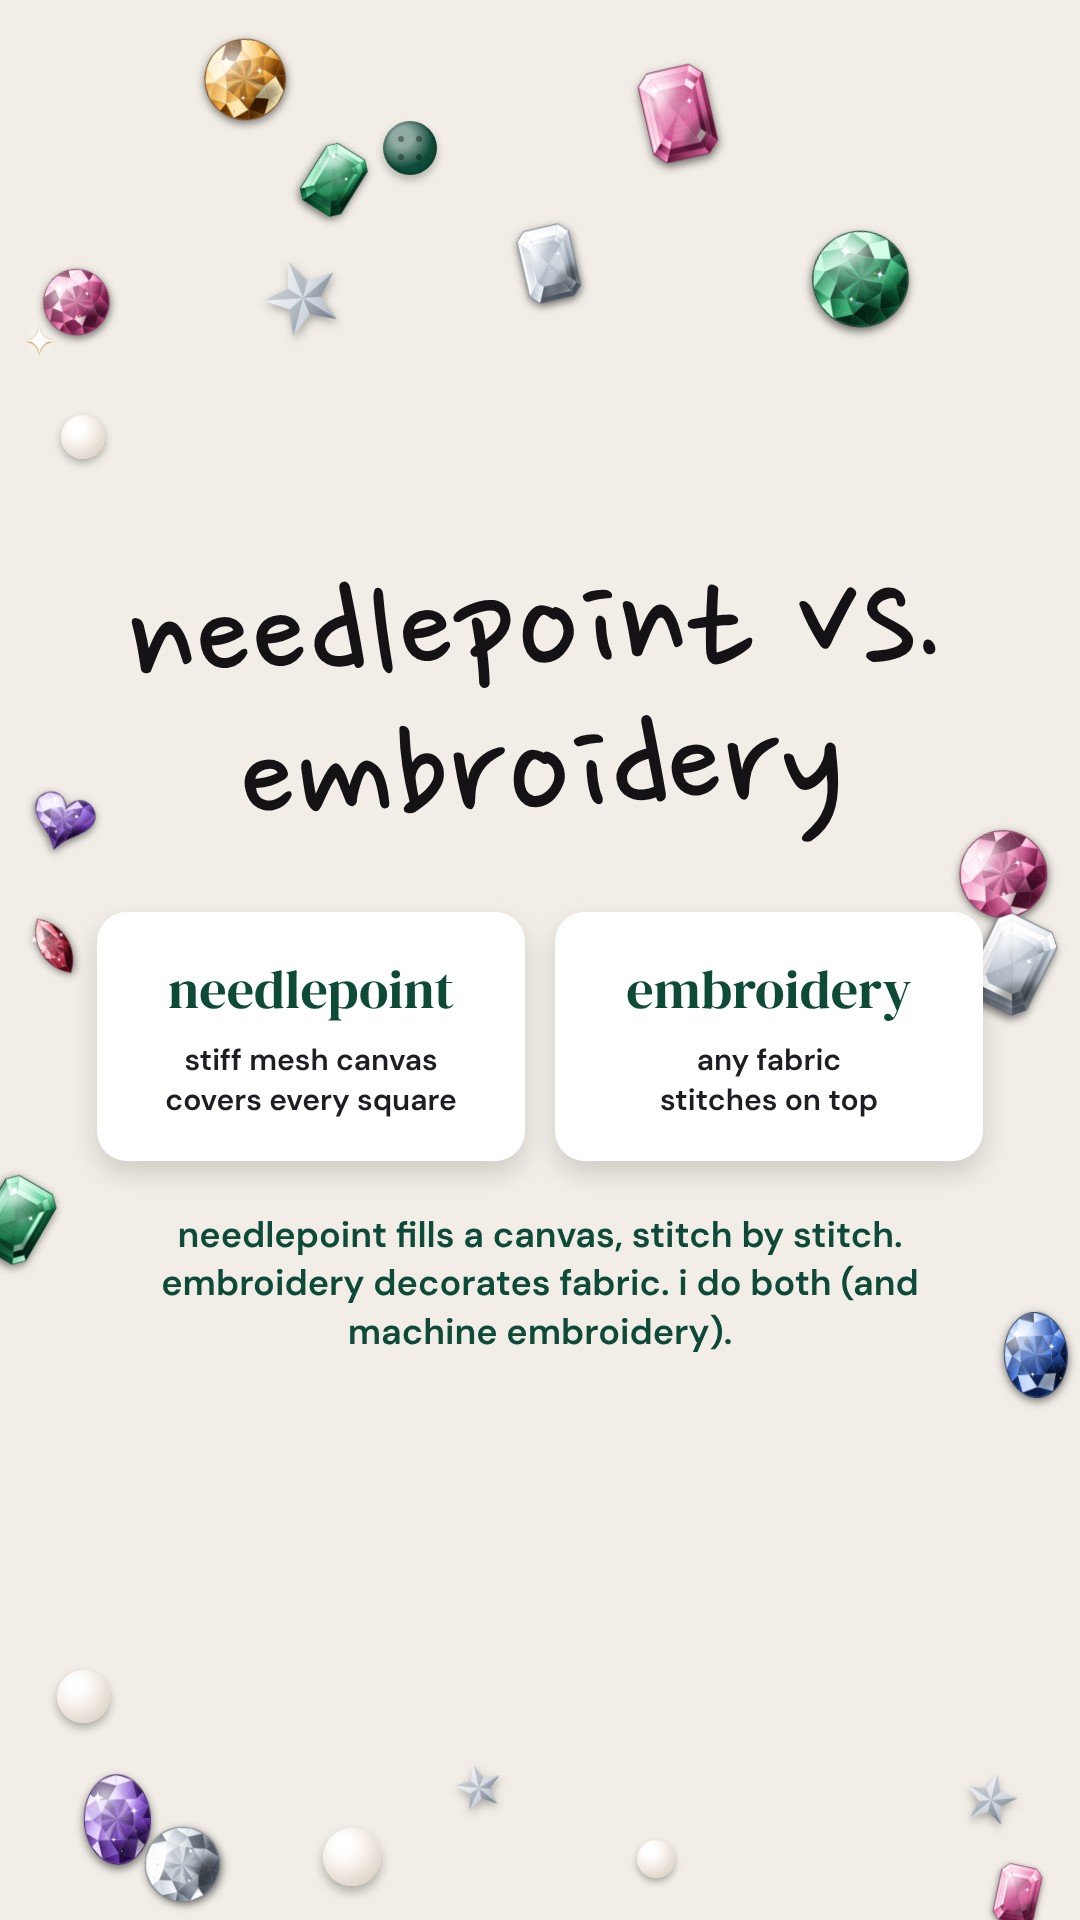 needlepoint vs.
embroidery
needlepoint
stiff mesh canvas
covers every square
embroidery
any fabric
stitches on top
needlepoint fills a canvas, stitch by stitch.
embroidery decorates fabric. i do both (and
machine embroidery).